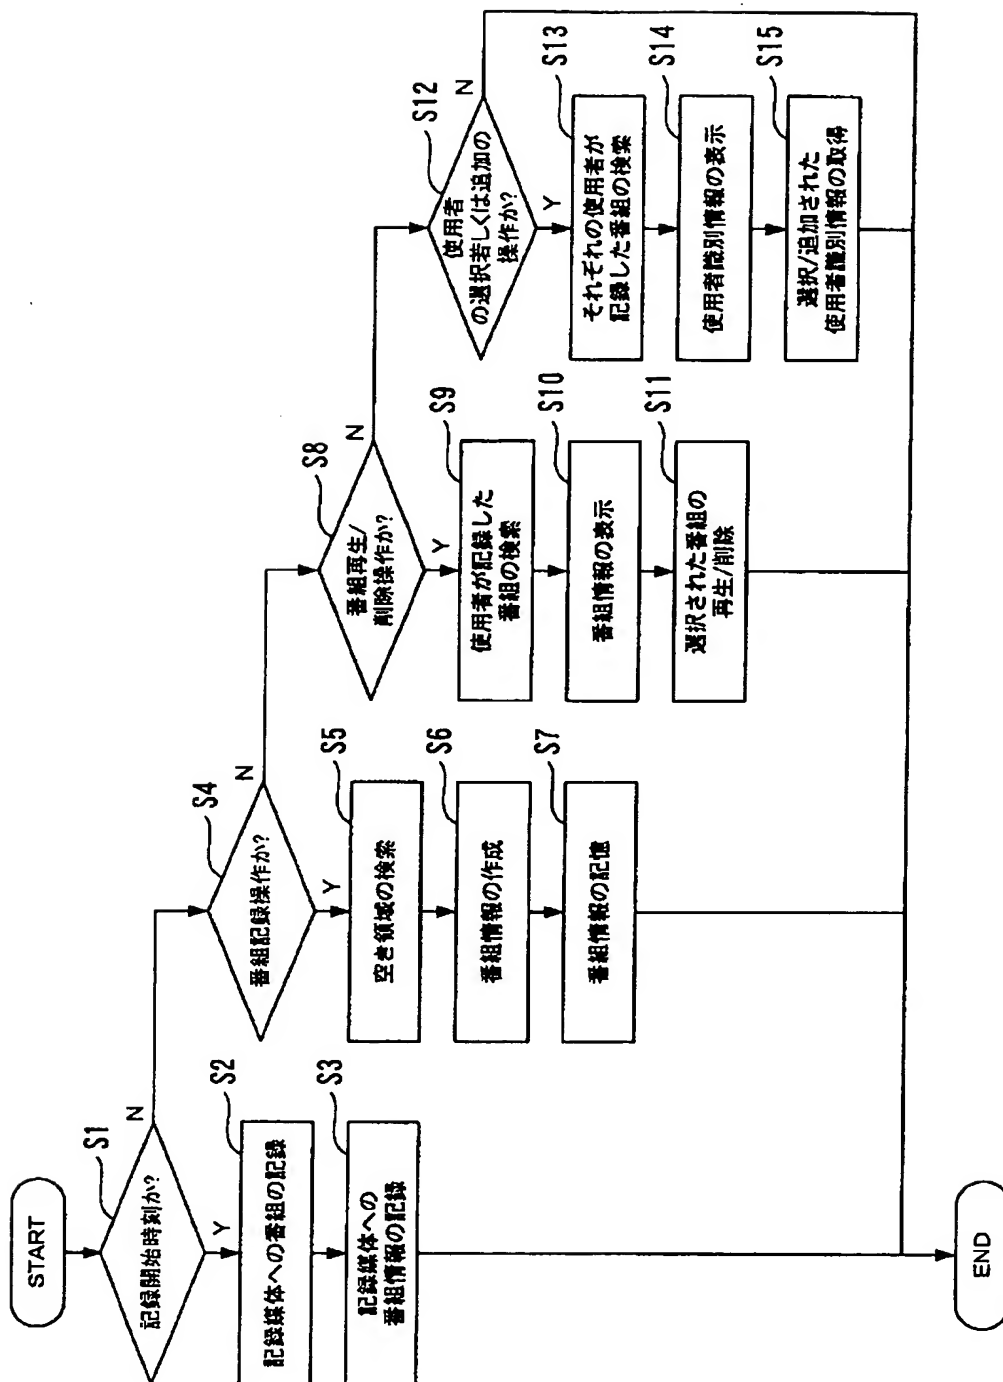 START
S1
記録開始時刻か?
N
Y
S2
記録媒体への番組の記録
S3
記録媒体への
番組情報の記録
S4
番組記録操作か?
N
Y
S5
空き領域の検索
S6
番組情報の作成
S7
番組情報の記憶
S8
番組再生/
削除操作か?
N
Y
S9
使用者が記録した
番組の検索
S10
番組情報の表示
S11
選択された番組の
再生/削除
S12
使用者
の選択若しくは追加の
操作か?
N
Y
S13
それぞれの使用者が
記録した番組の検索
S14
使用者識別情報の表示
S15
選択/追加された
使用者識別情報の取得
END